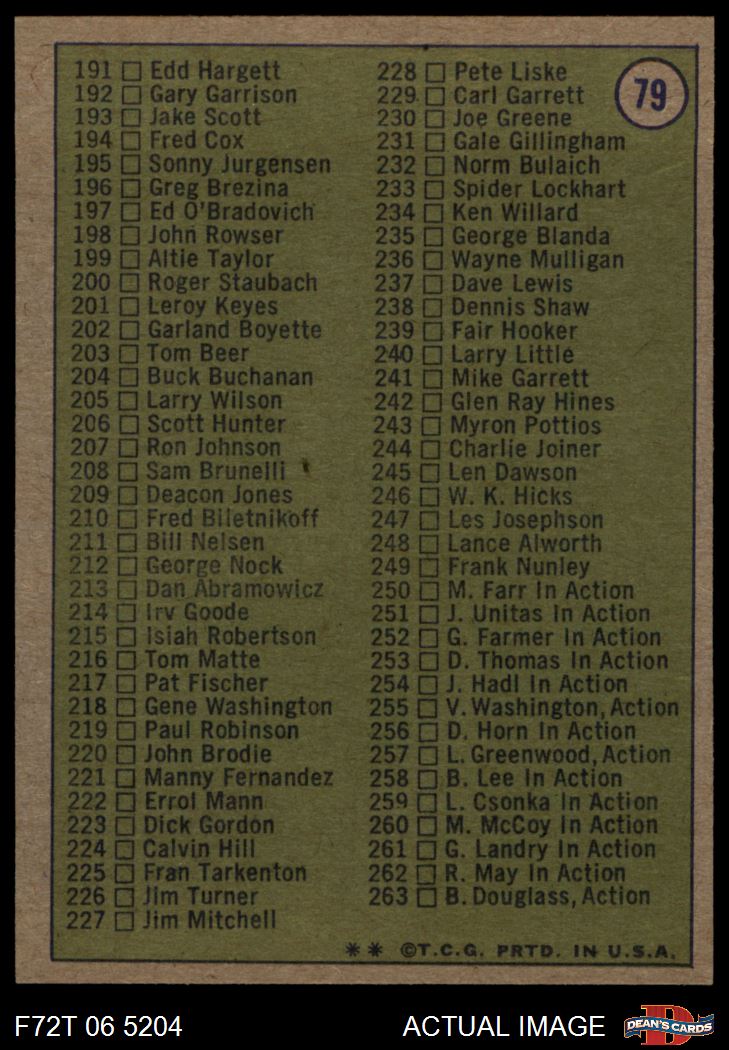 79
191 Edd Hargett
192 Gary Garrison
193 Jake Scott
194 Fred Cox
195 Sonny Jurgensen
196 Greg Brezina
197 Ed O'Bradovich
198 John Rowser
199 Altie Taylor
200 Roger Staubach
201 Leroy Keyes
202 Garland Boyette
203 Tom Beer
204 Buck Buchanan
205 Larry Wilson
206 Scott Hunter
207 Ron Johnson
208 Sam Brunelli
209 Deacon Jones
210 Fred Biletnikoff
211 Bill Nelsen
212 George Nock
213 Dan Abramowicz
214 Irv Goode
215 Isiah Robertson
216 Tom Matte
217 Pat Fischer
218 Gene Washington
219 Paul Robinson
220 John Brodie
221 Manny Fernandez
222 Errol Mann
223 Dick Gordon
224 Calvin Hill
225 Fran Tarkenton
226 Jim Turner
227 Jim Mitchell
228 Pete Liske
229 Carl Garrett
230 Joe Greene
231 Gale Gillingham
232 Norm Bulaich
233 Spider Lockhart
234 Ken Willard
235 George Blanda
236 Wayne Mulligan
237 Dave Lewis
238 Dennis Shaw
239 Fair Hooker
240 Larry Little
241 Mike Garrett
242 Glen Ray Hines
243 Myron Pottios
244 Charlie Joiner
245 Len Dawson
246 W. K. Hicks
247 Les Josephson
248 Lance Alworth
249 Frank Nunley
250 M. Farr In Action
251 J. Unitas In Action
252 G. Farmer In Action
253 D. Thomas In Action
254 J. Hadl In Action
255 V. Washington, Action
256 D. Horn In Action
257 L. Greenwood, Action
258 B. Lee In Action
259 L. Csonka In Action
260 M. McCoy In Action
261 G. Landry In Action
262 R. May In Action
263 B. Douglass, Action
** ©T.C.G. PRTD. IN U.S.A.
F72T 06 5204 ACTUAL IMAGE
D
DEAN'S CARDS